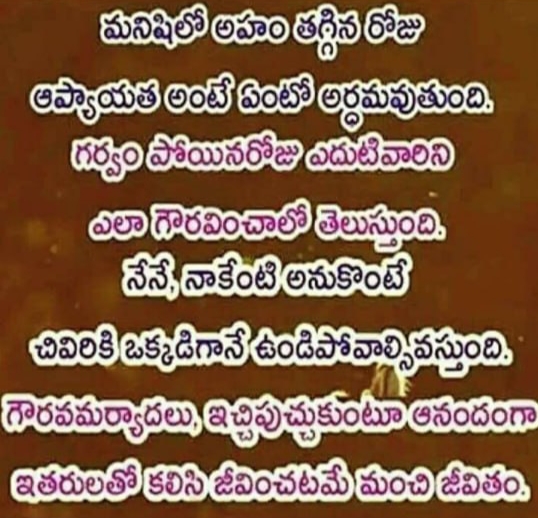 మనిషిలో అహం తగ్గిన రోజు
ఆప్యాయత అంటే ఏంటో అర్ధమవుతుంది.
గర్వం పోయినరోజు ఎదుటివారిని
ఎలా గౌరవించాలో తెలుస్తుంది.
నేనే, నాకేంటి అనుకొంటే
చివరికి ఒక్కడిగానే ఉండిపోవాల్సివస్తుంది.
గౌరవమర్యాదలు, ఇచ్చిపుచ్చుకుంటూ ఆనందంగా
ఇతరులతో కలిసి జీవించటమే మంచి జీవితం.